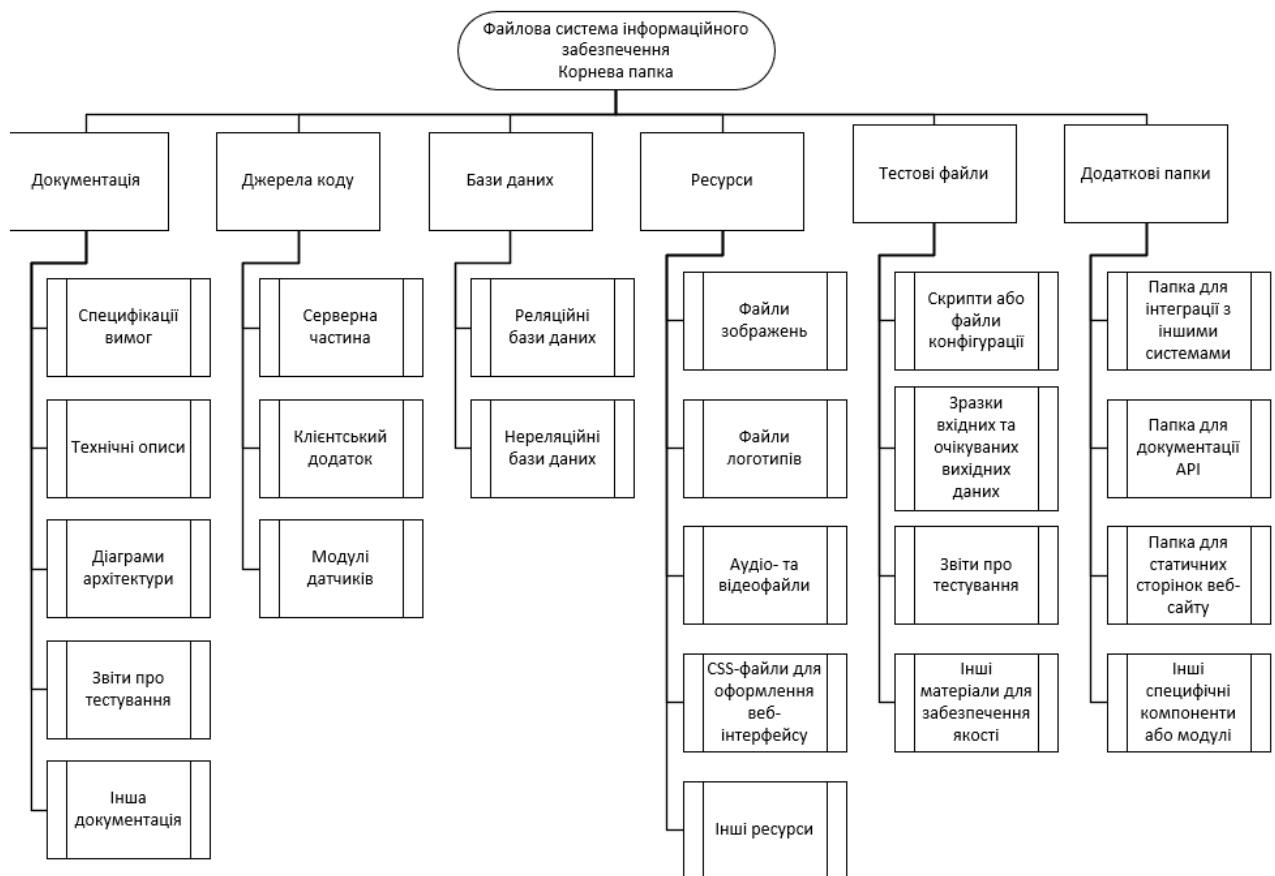 Файлова система інформаційного
забезпечення
Коренева папка
Документація
Джерела коду
Бази даних
Ресурси
Тестові файли
Додаткові папки
Специфікації
вимог
Технічні описи
Діаграми
архітектури
Звіти про
тестування
Інша
документація
Серверна
частина
Клієнтський
додаток
Модулі
датчиків
Реляційні
бази даних
Нереляційні
бази даних
Файли
зображень
Файли
логотипів
Аудіо- та
відеофайли
CSS-файли для
оформлення
веб-
інтерфейсу
Інші ресурси
Скрипти або
файли
конфігурації
Зразки
вхідних та
очікуваних
вихідних
даних
Звіти про
тестування
Інші
матеріали для
забезпечення
якості
Папка для
інтеграції з
іншими
системами
Папка для
документації
API
Папка для
статичних
сторінок веб-
сайту
Інші
специфічні
компоненти
або модулі